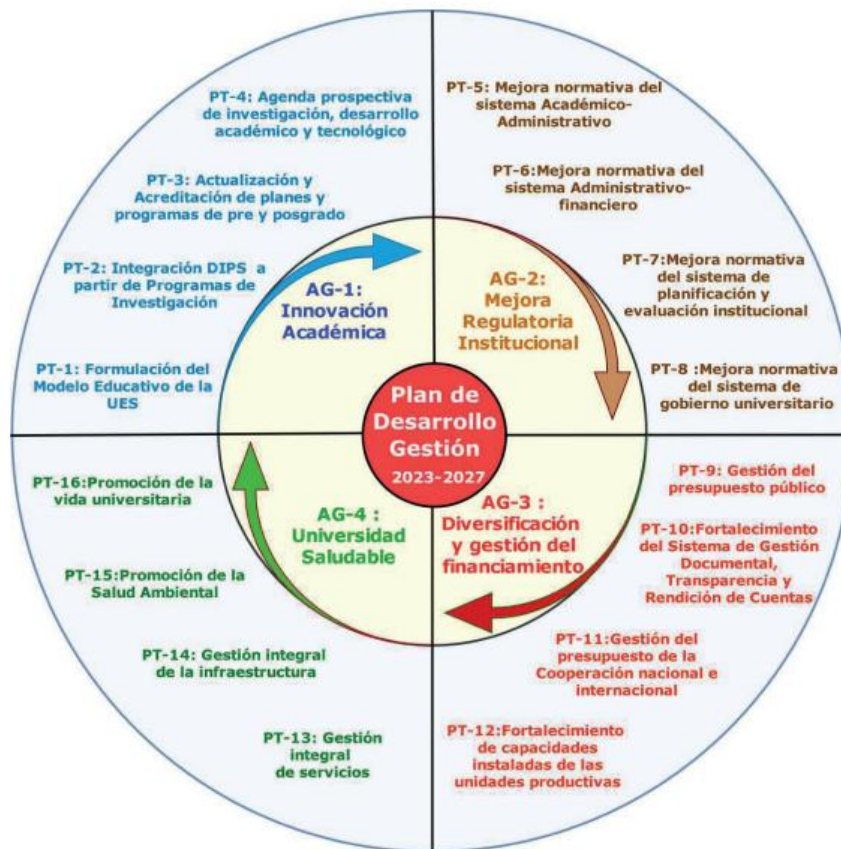 PT-4: Agenda prospectiva
de investigación, desarrollo
académico y tecnológico
PT-3: Actualización y
Acreditación de planes y
programas de pre y posgrado
PT-2: Integración DIPS a
partir de Programas de
Investigación
PT-1: Formulación del
Modelo Educativo de la
UES
AG-1:
Innovación
Académica
PT-5: Mejora normativa del
sistema Académico-
Administrativo
PT-6:Mejora normativa del
sistema Administrativo-
financiero
PT-7:Mejora normativa
del sistema de
planificación y
evaluación institucional
PT-8 :Mejora normativa
del sistema de
gobierno universitario
AG-2:
Mejora
Regulatoria
Institucional
Plan de
Desarrollo
Gestión
2023-2027
AG-3 :
Diversificación
y gestión del
financiamiento
PT-9: Gestión del
presupuesto público
PT-10:Fortalecimiento
del Sistema de Gestión
Documental,
Transparencia y
Rendición de Cuentas
PT-11:Gestión del
presupuesto de la
Cooperación nacional e
internacional
PT-12:Fortalecimiento
de capacidades
instaladas de las
unidades productivas
AG-4 :
Universidad
Saludable
PT-16:Promoción de la
vida universitaria
PT-15:Promoción de la
Salud Ambiental
PT-14: Gestión integral
de la infraestructura
PT-13: Gestión
integral
de servicios